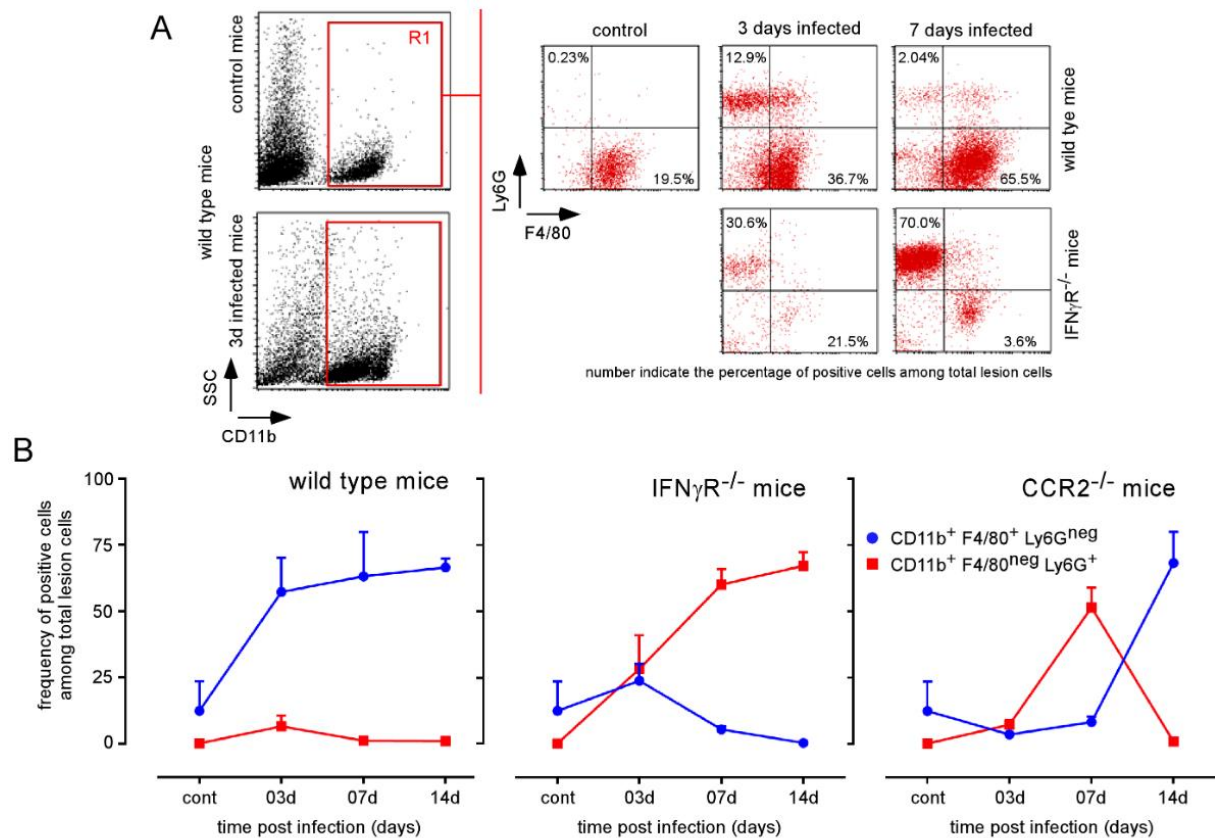 A
control mice
wild type mice
3d infected mice
R1
SSC
CD11b
control
3 days infected
7 days infected
0.23%
19.5%
12.9%
36.7%
2.04%
65.5%
wild tye mice
Ly6G
F4/80
30.6%
21.5%
70.0%
3.6%
IFNγR-/- mice
number indicate the percentage of positive cells among total lesion cells
B
frequency of positive cells
among total lesion cells
100
75
50
25
0
wild type mice
cont 03d 07d 14d
time post infection (days)
IFNγR-/- mice
cont 03d 07d 14d
time post infection (days)
CCR2-/- mice
CD11b+ F4/80+ Ly6Gneg
CD11b+ F4/80neg Ly6G+
cont 03d 07d 14d
time post infection (days)